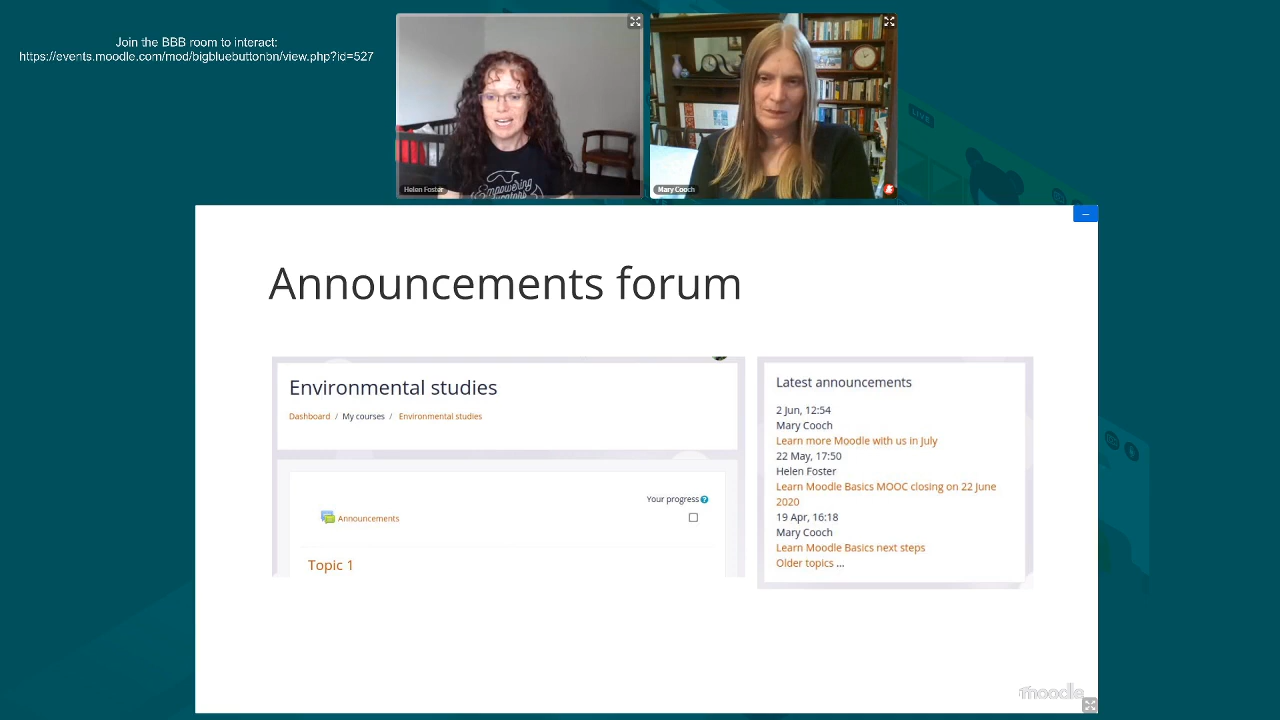 Join the BBB room to interact:
https://events.moodle.com/mod/bigbluebuttonbn/view.php?id=527
Helen Foster
Empowering
Mary Cooch
LIVE
Announcements forum
Environmental studies
Dashboard / My courses / Environmental studies
Your progress
Announcements
Topic 1
Latest announcements
2 Jun, 12:54
Mary Cooch
Learn more Moodle with us in July
22 May, 17:50
Helen Foster
Learn Moodle Basics MOOC closing on 22 June
2020
19 Apr, 16:18
Mary Cooch
Learn Moodle Basics next steps
Older topics ...
moodle